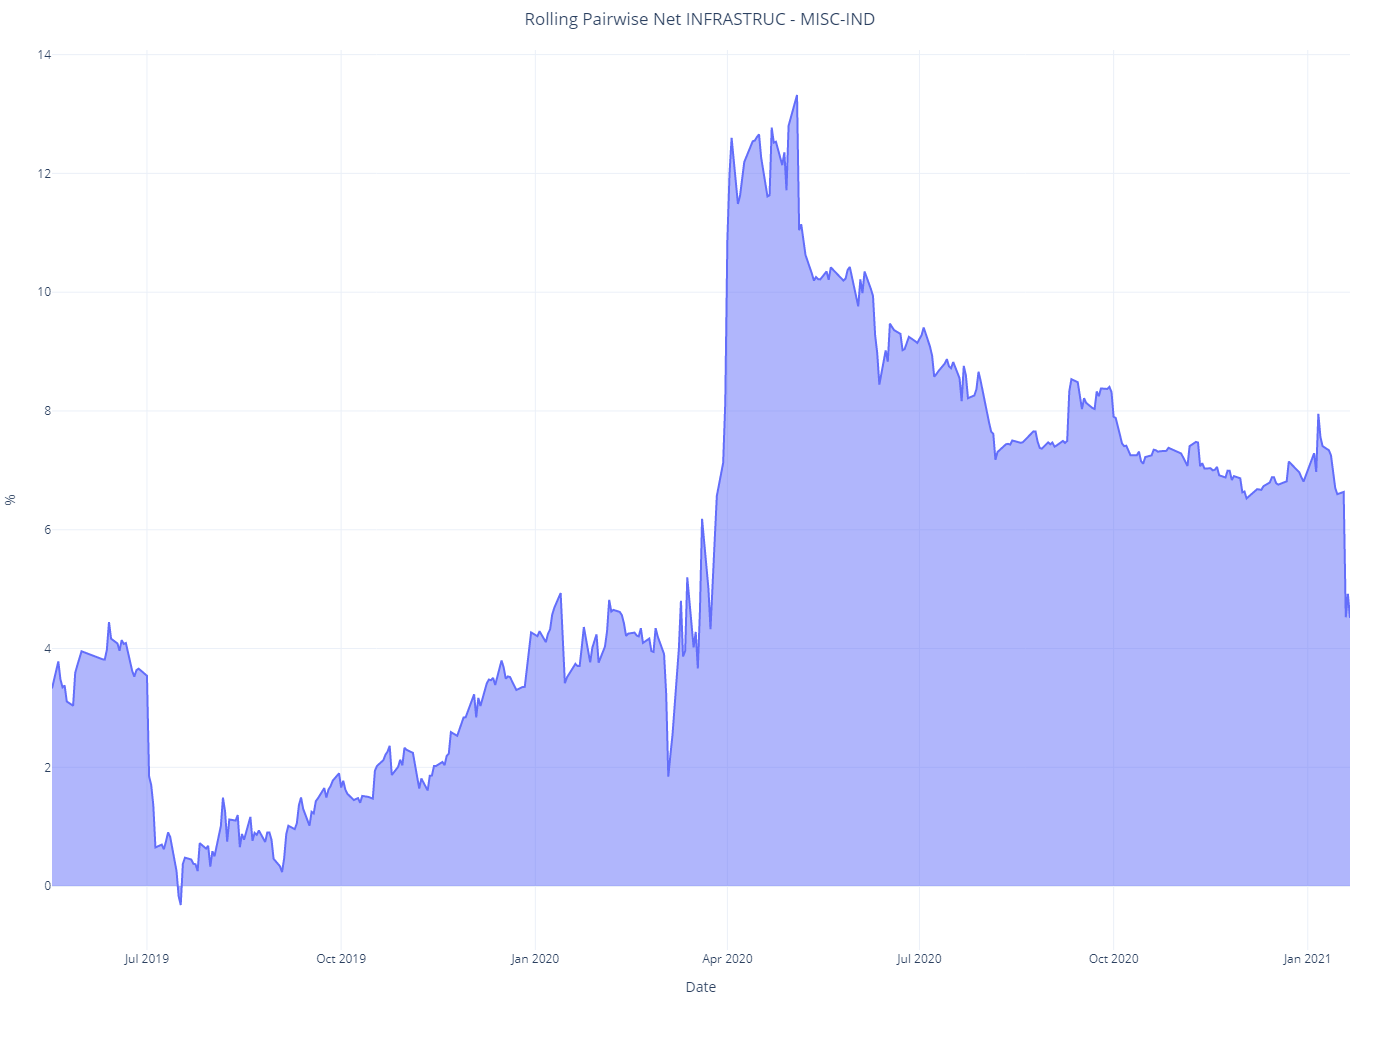 Rolling Pairwise Net INFRASTRUC - MISC-IND
14
12
10
8
6
4
2
0
%
Jul 2019
Oct 2019
Jan 2020
Apr 2020
Jul 2020
Oct 2020
Jan 2021
Date